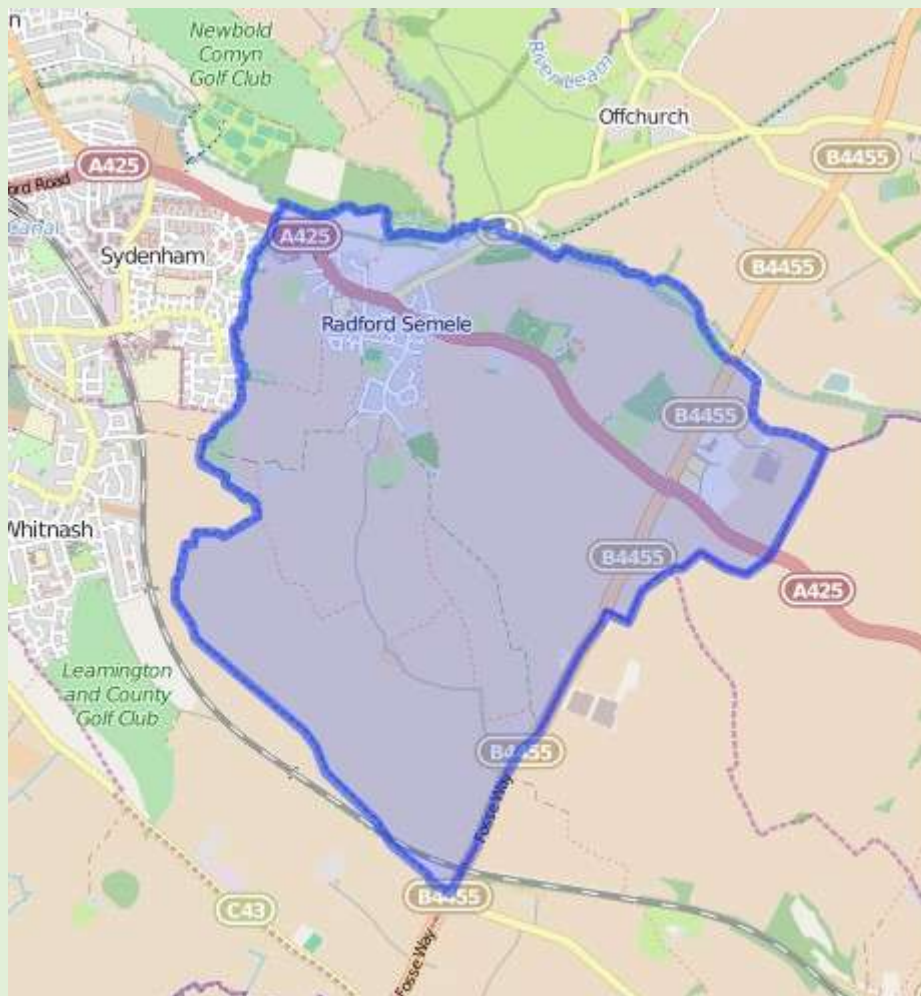 n
Newbold
Comyn
Golf Club
River Leam
Offchurch
A425
B4455
ford Road
canal
Sydenham
A425
B4455
Radford Semele
B4455
Whitnash
B4455
A425
Leamington
and County
Golf Club
B4455
Fosse Way
B4455
C43
Fosse Way